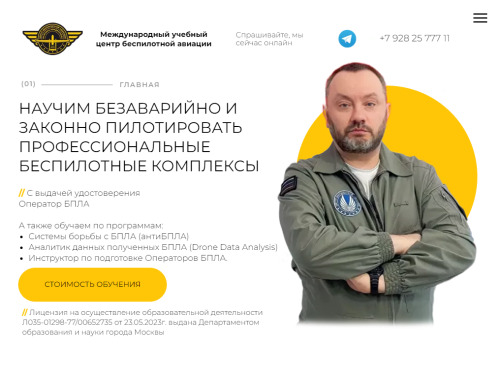 Международный учебный
центр беспилотной авиации
Спрашивайте, мы
сейчас онлайн
+7 928 25 777 11
(01)
ГЛАВНАЯ
НАУЧИМ БЕЗАВАРИЙНО И
ЗАКОННО ПИЛОТИРОВАТЬ
ПРОФЕССИОНАЛЬНЫЕ
БЕСПИЛОТНЫЕ КОМПЛЕКСЫ
// С выдачей удостоверения
Оператор БПЛА
А также обучаем по программам:
• Системы борьбы с БПЛА (антиБПЛА)
• Аналитик данных полученных БПЛА (Drone Data Analysis)
• Инструктор по подготовке Операторов БПЛА.
СТОИМОСТЬ ОБУЧЕНИЯ
// Лицензия на осуществление образовательной деятельности
Л035-01298-77/00652735 от 23.05.2023г. выдана Департаментом
образования и науки города Москвы